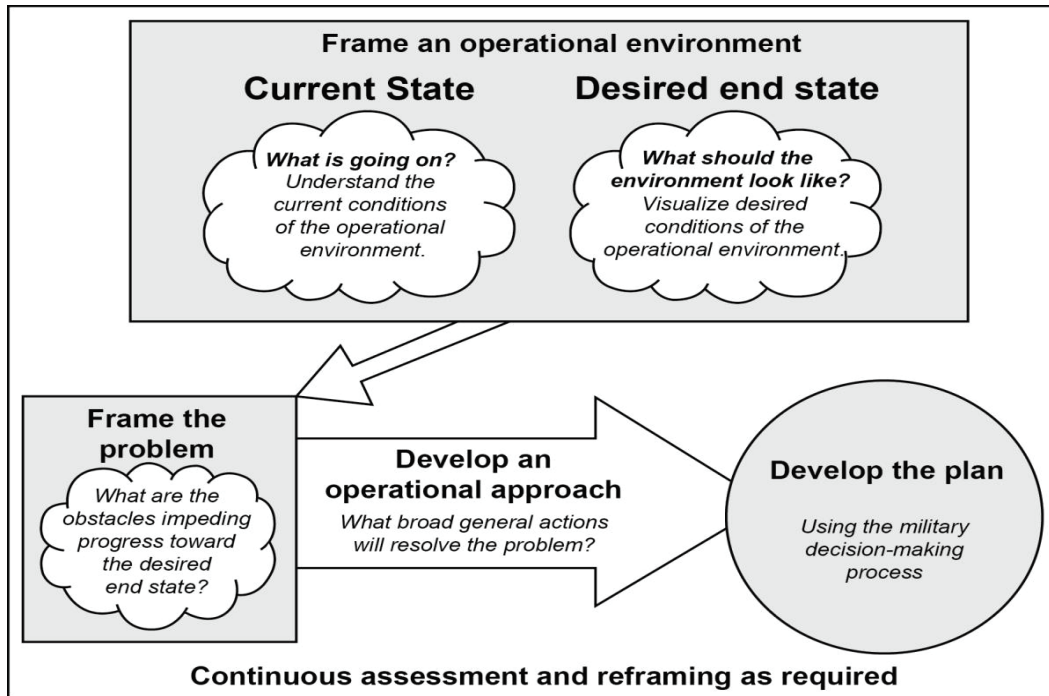 Frame an operational environment
Current State
Desired end state
What is going on?
Understand the
current conditions
of the operational
environment.
What should the
environment look like?
Visualize desired
conditions of the
operational environment.
Frame the
problem
What are the
obstacles impeding
progress toward
the desired
end state?
Develop an
operational approach
What broad general actions
will resolve the problem?
Develop the plan
Using the military
decision-making
process
Continuous assessment and reframing as required